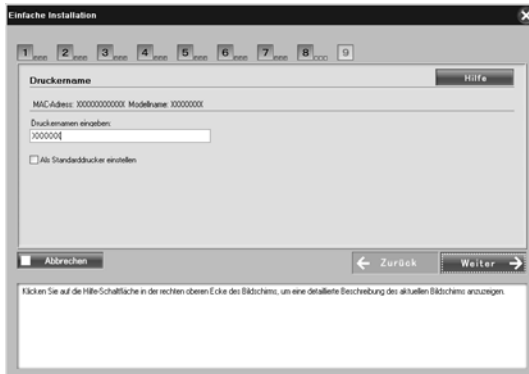 Einfache Installation
1 2 3 4 5 6 7 8 9
Druckername
Hilfe
MAC-Adress: XXXXXXXXXXXX Modellname: XXXXXXXX
Druckernamen eingeben:
XXXXXX
Als Standarddrucker einstellen
Abbrechen
Zurück
Weiter
Klicken Sie auf die Hilfe-Schaltfläche in der rechten oberen Ecke des Bildschirms, um eine detaillierte Beschreibung des aktuellen Bildschirms anzuzeigen.